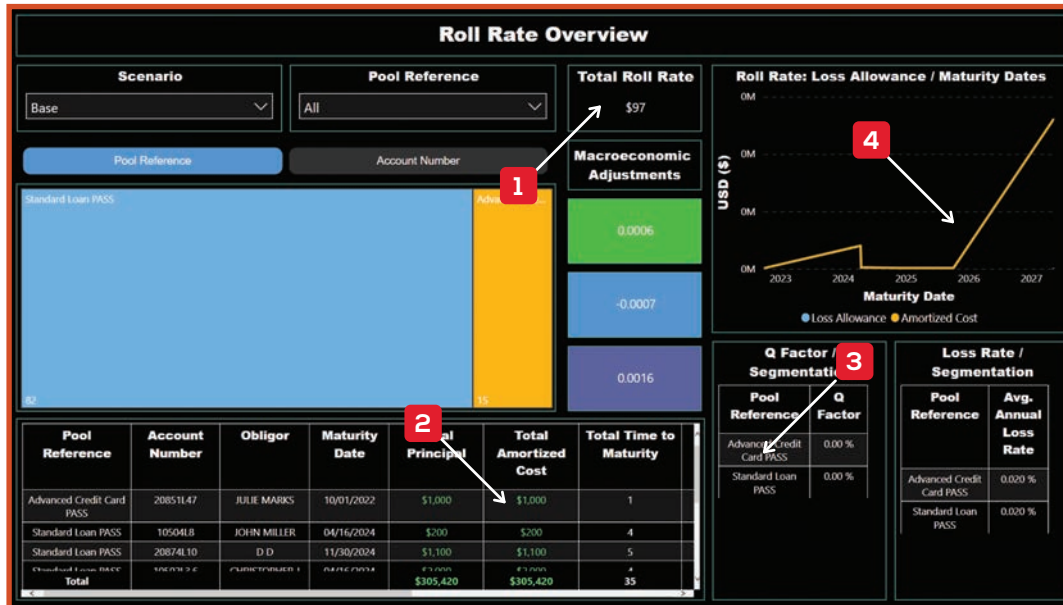 Roll Rate Overview
Scenario
Base
Pool Reference
All
Total Roll Rate
$97
1
Pool Reference
Account Number
Macroeconomic
Adjustments
0.0006
-0.0007
0.0016
Standard Loan PASS
82
15
Roll Rate: Loss Allowance / Maturity Dates
0M
0M
0M
0M
USD ($)
4
2023
2024
2025
2026
2027
Maturity Date
Loss Allowance
Amortized Cost
2
Pool
Reference
Account
Number
Obligor
Maturity
Date
Principal
Total
Amortized
Cost
Total Time to
Maturity
Advanced Credit Card
PASS
20851L47
JULIE MARKS
10/01/2022
$1,000
$1,000
1
Standard Loan PASS
10504L8
JOHN MILLER
04/16/2024
$200
$200
4
Standard Loan PASS
20874L10
D D
11/30/2024
$1,100
$1,100
5
Total
$305,420
$305,420
35
Q Factor /
3
Pool
Reference
Q
Factor
Advanced Credit
Card PASS
0.00 %
Standard Loan
PASS
0.00 %
Loss Rate /
Segmentation
Pool
Reference
Avg.
Annual
Loss
Rate
Advanced Credit
Card PASS
0.020 %
Standard Loan
PASS
0.020 %